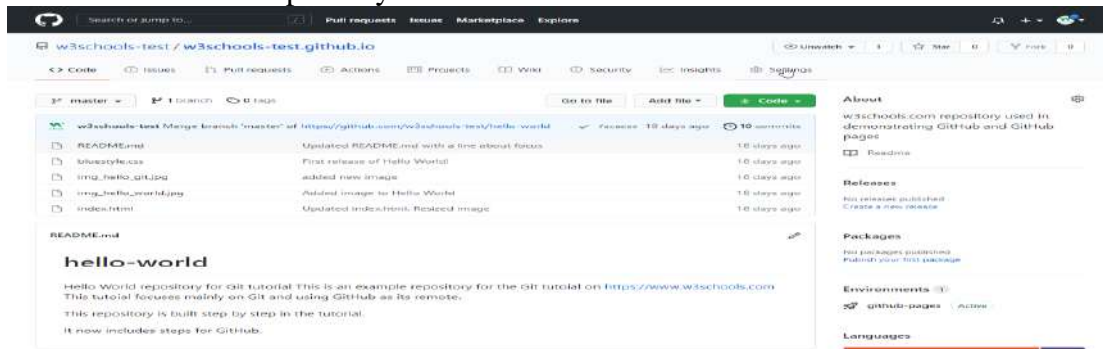 Search or jump to...
Pull requests Issues Marketplace Explore
w3schools-test / w3schools-test.github.io
Unwatch 1 Star 0 Fork 0
Code Issues Pull requests Actions Projects Wiki Security Insights Settings
master 1 branch 0 tags Go to file Add file Code
w3schools-test Merge branch 'master' of https://github.com/w3schools-test/hello-world 18 days ago 10 commits
README.md Updated README.md with a line about focus 18 days ago
bluestyle.css First release of Hello World! 18 days ago
img_hello_git.jpg added new image 18 days ago
img_hello_world.jpg Added image to Hello World 18 days ago
index.html Updated index.html. Resized image 18 days ago
README.md
hello-world
Hello World repository for Git tutorial This is an example repository for the Git tutoial on https://www.w3schools.com
This tutoial focuses mainly on Git and using GitHub as its remote.
This repository is built step by step in the tutorial.
It now includes steps for GitHub.
About
w3schools.com repository used in
demonstrating GitHub and GitHub
pages
Readme
Releases
No releases published
Create a new release
Packages
No packages published
Publish your first package
Environments 1
github-pages Active
Languages